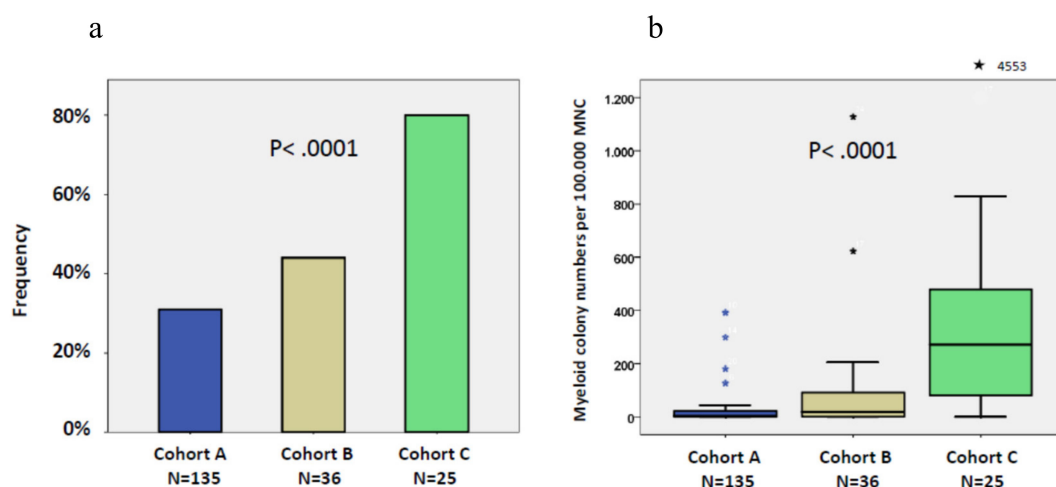 a
80%
60%
40%
20%
0%
Frequency
P< .0001
Cohort A
N=135
Cohort B
N=36
Cohort C
N=25
b
4553
1.200
1.000
800
600
400
200
0
Myeloid colony numbers per 100.000 MNC
P< .0001
Cohort A
N=135
Cohort B
N=36
Cohort C
N=25